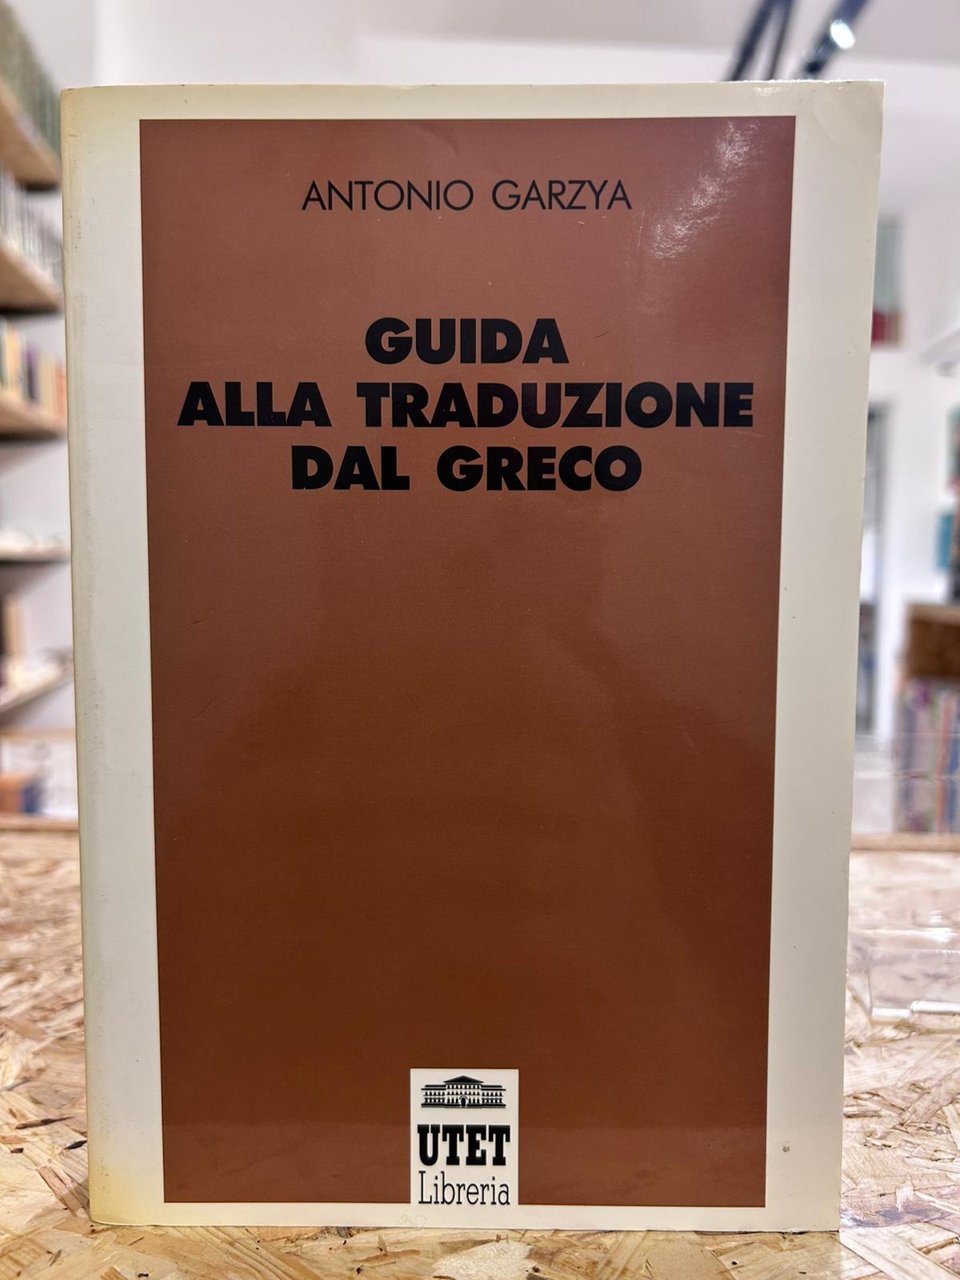 ANTONIO GARZYA
GUIDA
ALLA TRADUZIONE
DAL GRECO
UTET
Libreria